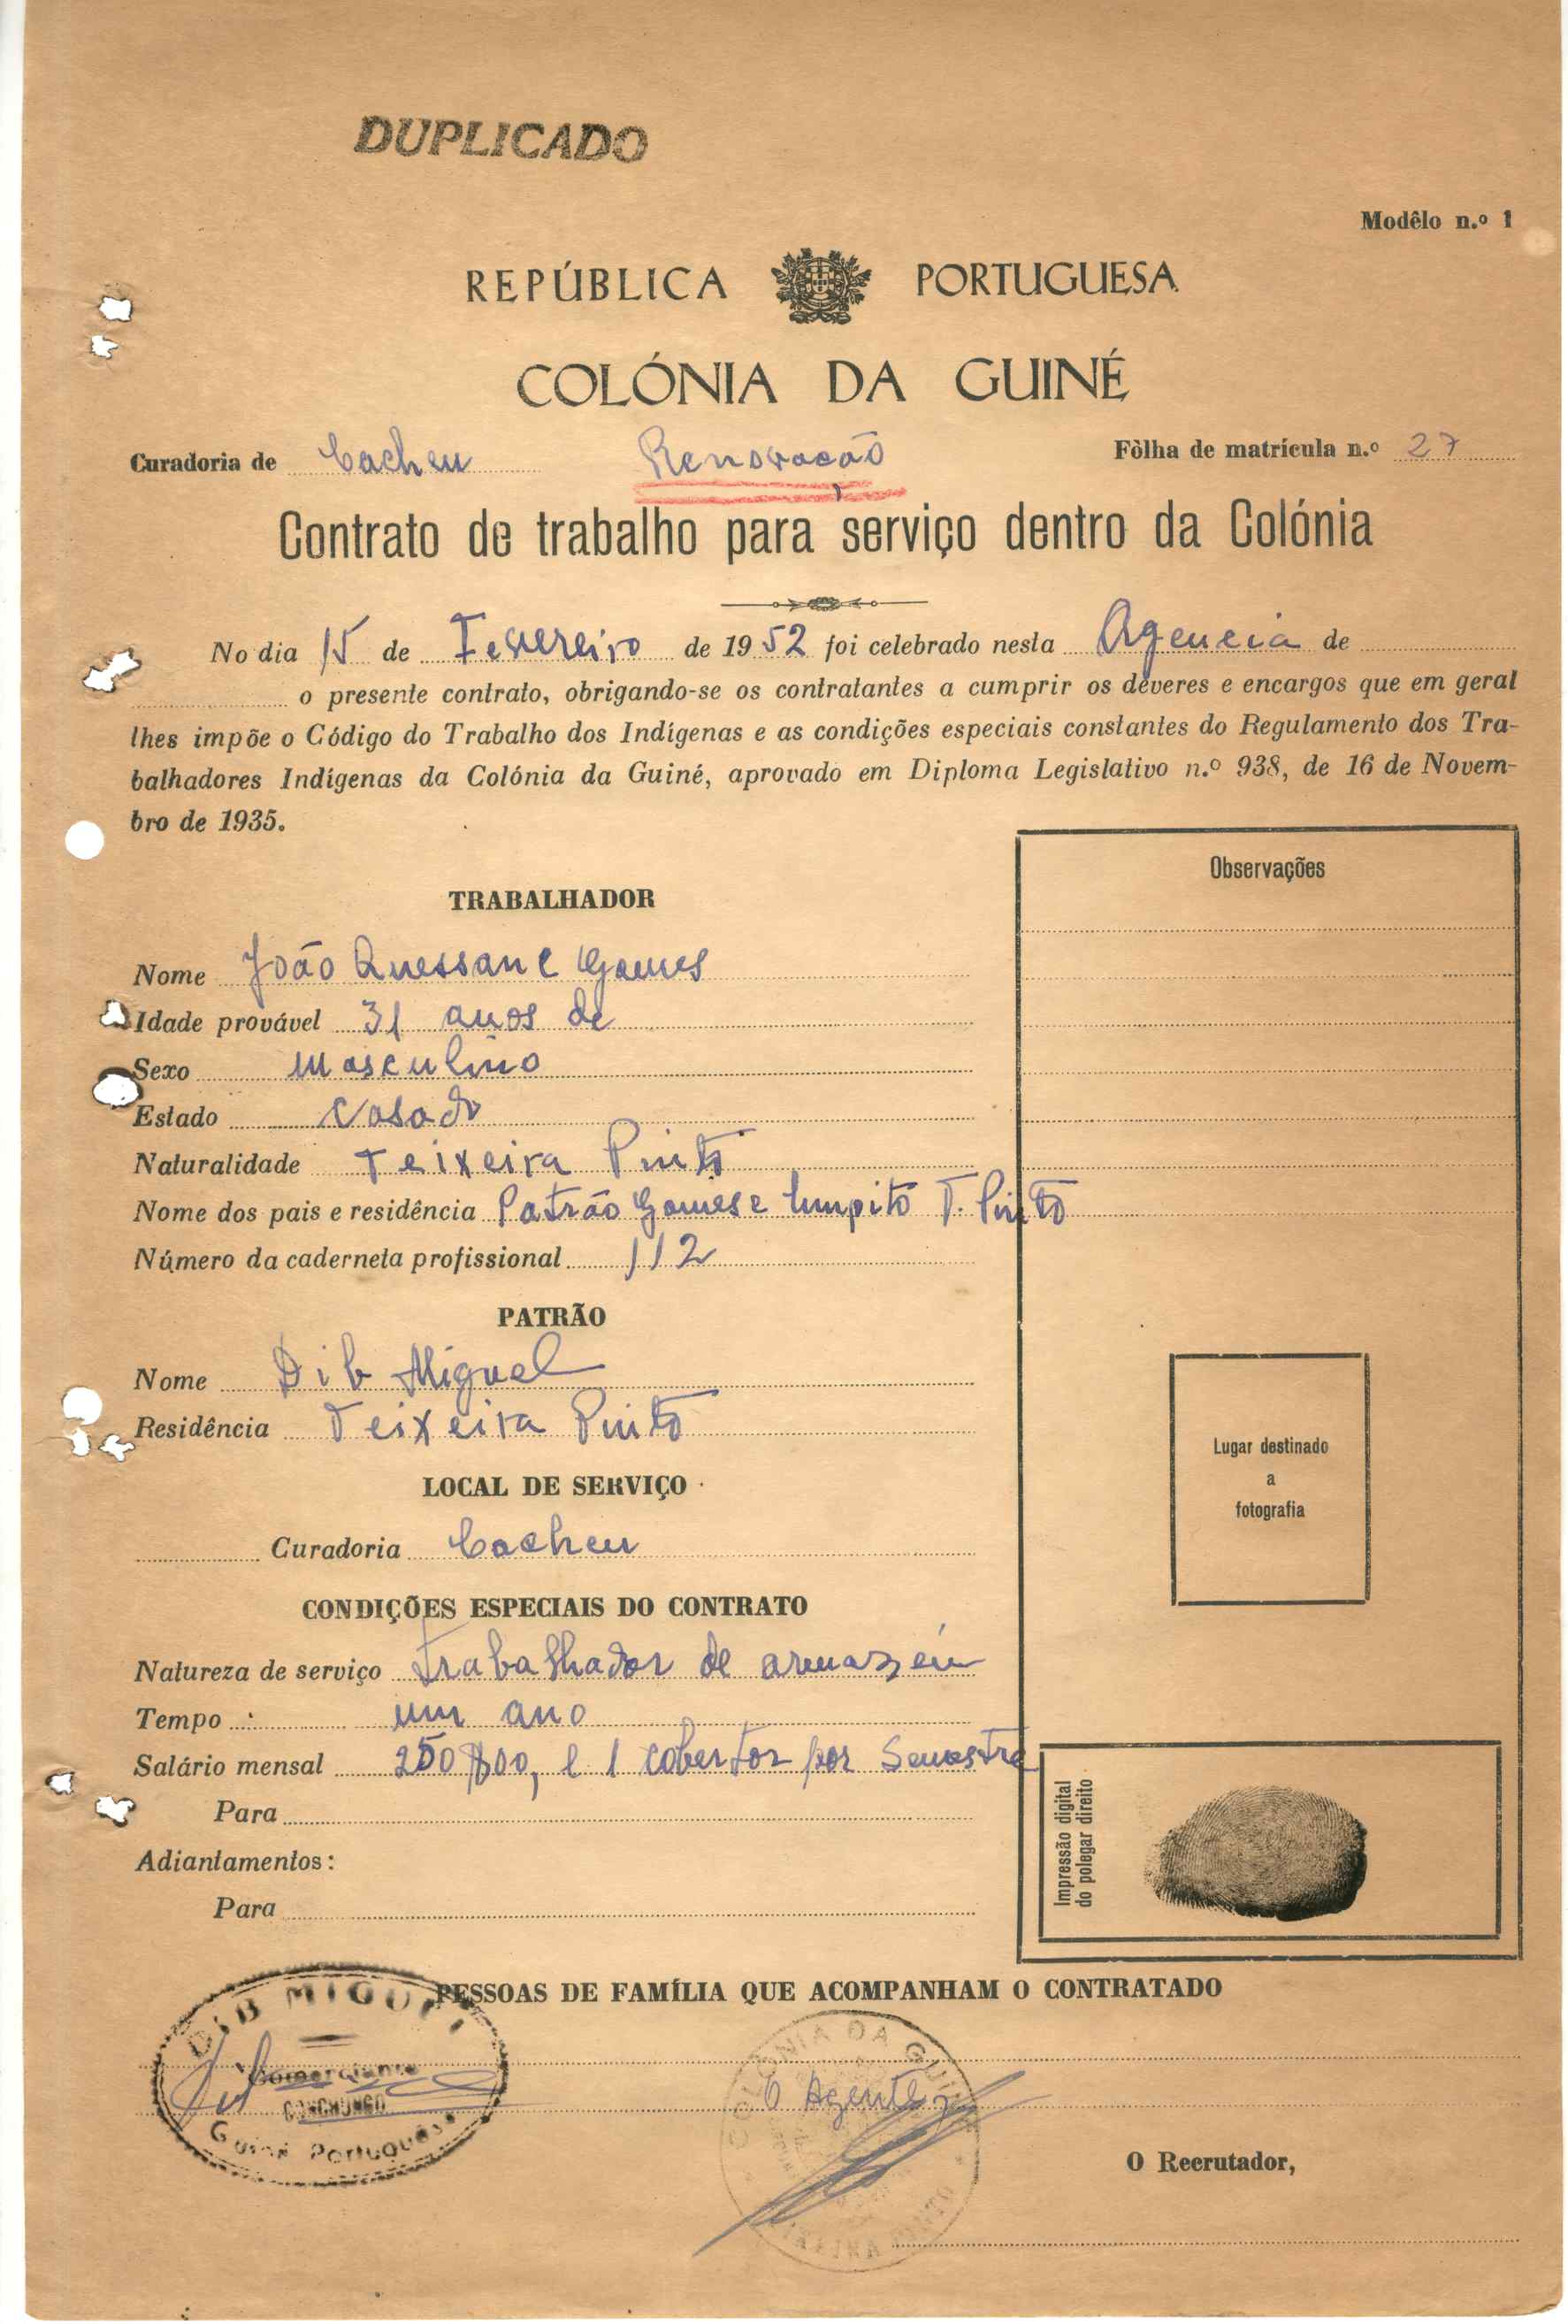 DUPLICADO
Modêlo n.º 1
REPÚBLICA PORTUGUESA
COLÓNIA DA GUINÉ
Curadoria de Cacheu Renovação Fòlha de matrícula n.º 27
Contrato de trabalho para serviço dentro da Colónia
No dia 15 de Fevereiro de 1952 foi celebrado nesta Agencia de
o presente contrato, obrigando-se os contratantes a cumprir os deveres e encargos que em geral
lhes impõe o Código do Trabalho dos Indígenas e as condições especiais constantes do Regulamento dos Tra-
balhadores Indígenas da Colónia da Guiné, aprovado em Diploma Legislativo n.º 938, de 16 de Novem-
bro de 1935.
Observações
TRABALHADOR
Nome João Quessane Gomes
Idade provável 31 anos de
Sexo masculino
Estado casado
Naturalidade Teixeira Pinto
Nome dos pais e residência Patrão Gomes e T. Pinto
Número da caderneta profissional 112
PATRÃO
Nome Dib Miguel
Residência Teixeira Pinto
LOCAL DE SERVIÇO
Curadoria Cacheu
Lugar destinado
a
fotografia
CONDIÇÕES ESPECIAIS DO CONTRATO
Natureza de serviço trabalhador de armazém
Tempo um ano
Salário mensal 250$00, e 1 cobertor por semestre
Para
Adiantamentos:
Para
Impressão digital
do polegar direito
PESSOAS DE FAMÍLIA QUE ACOMPANHAM O CONTRATADO
DIB MIGUEL
Comerciante
CANCHUNGO
Guiné Portuguêsa
COLÓNIA DA GUINÉ
O Agente
O Recrutador,